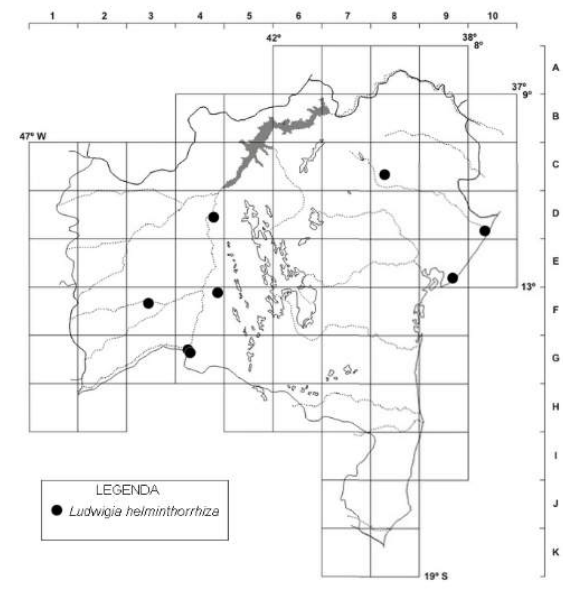 1 2 3 4 5 6 7 8 9 10
42° 38°
8°
A
37°
9°
B
47° W
C
D
E
13°
F
G
H
I
LEGENDA
Ludwigia helminthorrhiza
J
K
19° S